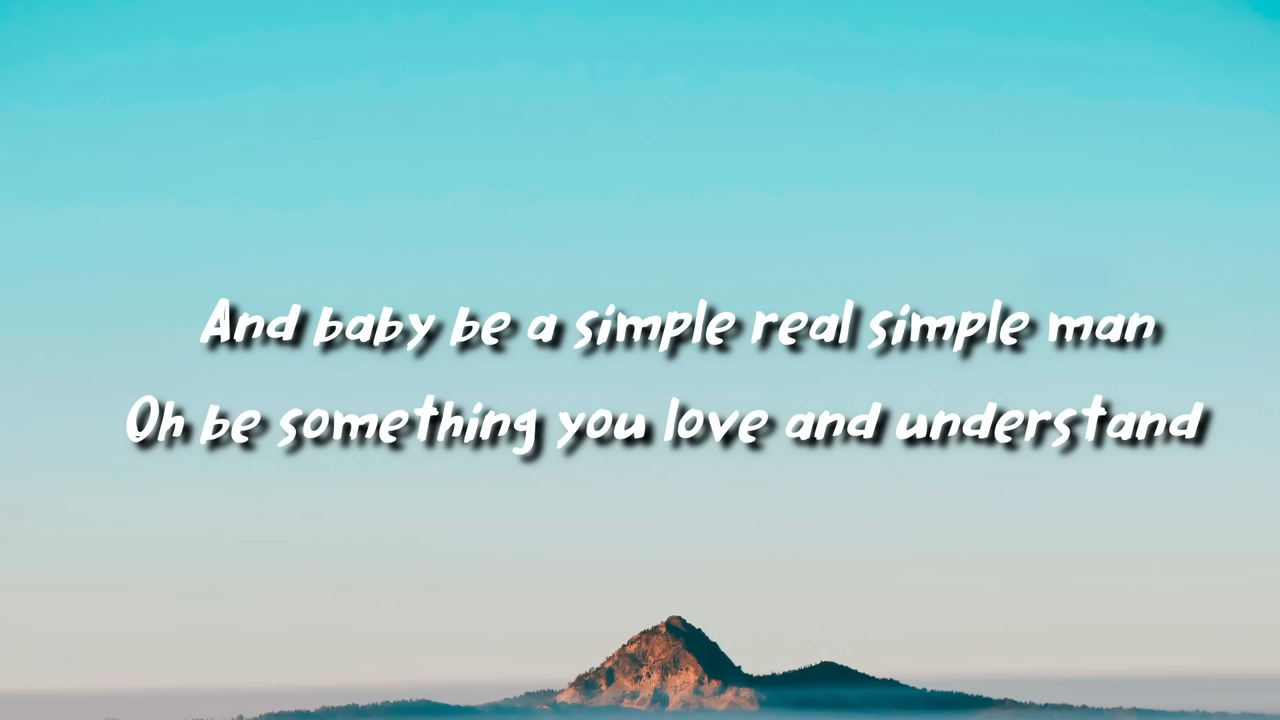 And baby be a simple real simple man
Oh be something you love and understand